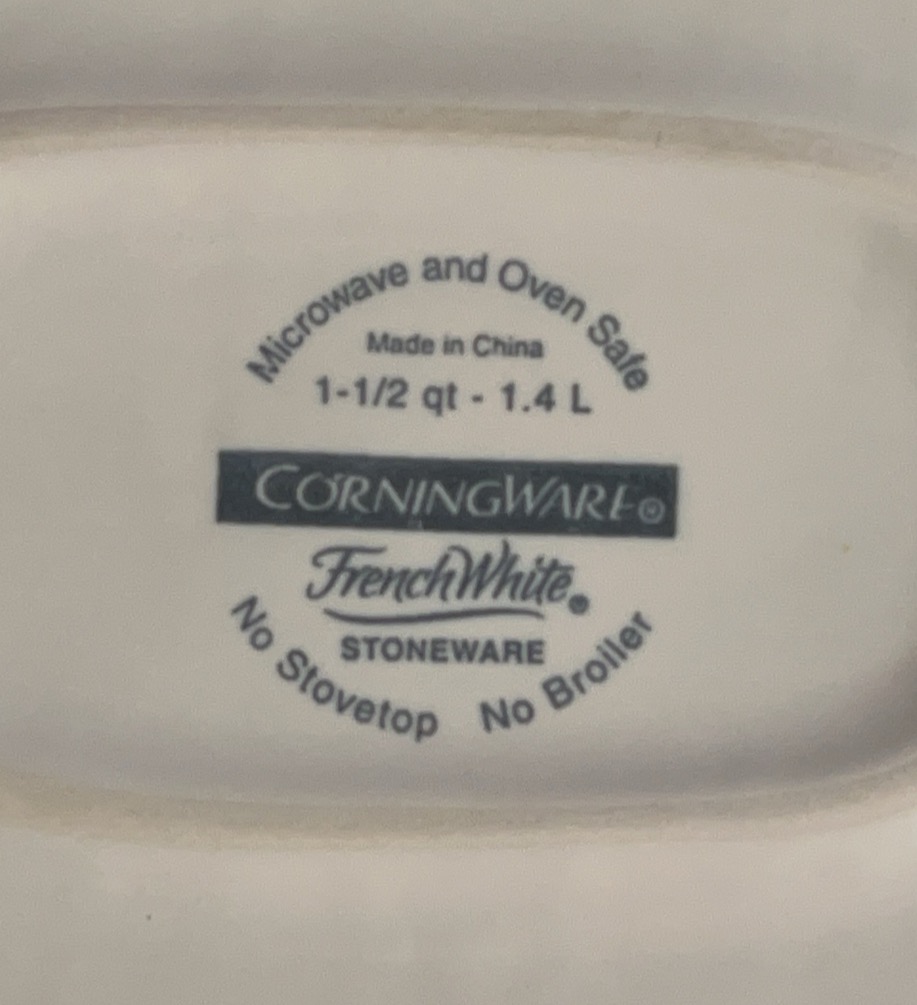 Microwave and Oven Safe
Made in China
1-1/2 qt - 1.4 L
CORNINGWARE®
French White®
STONEWARE
No Stovetop No Broiler